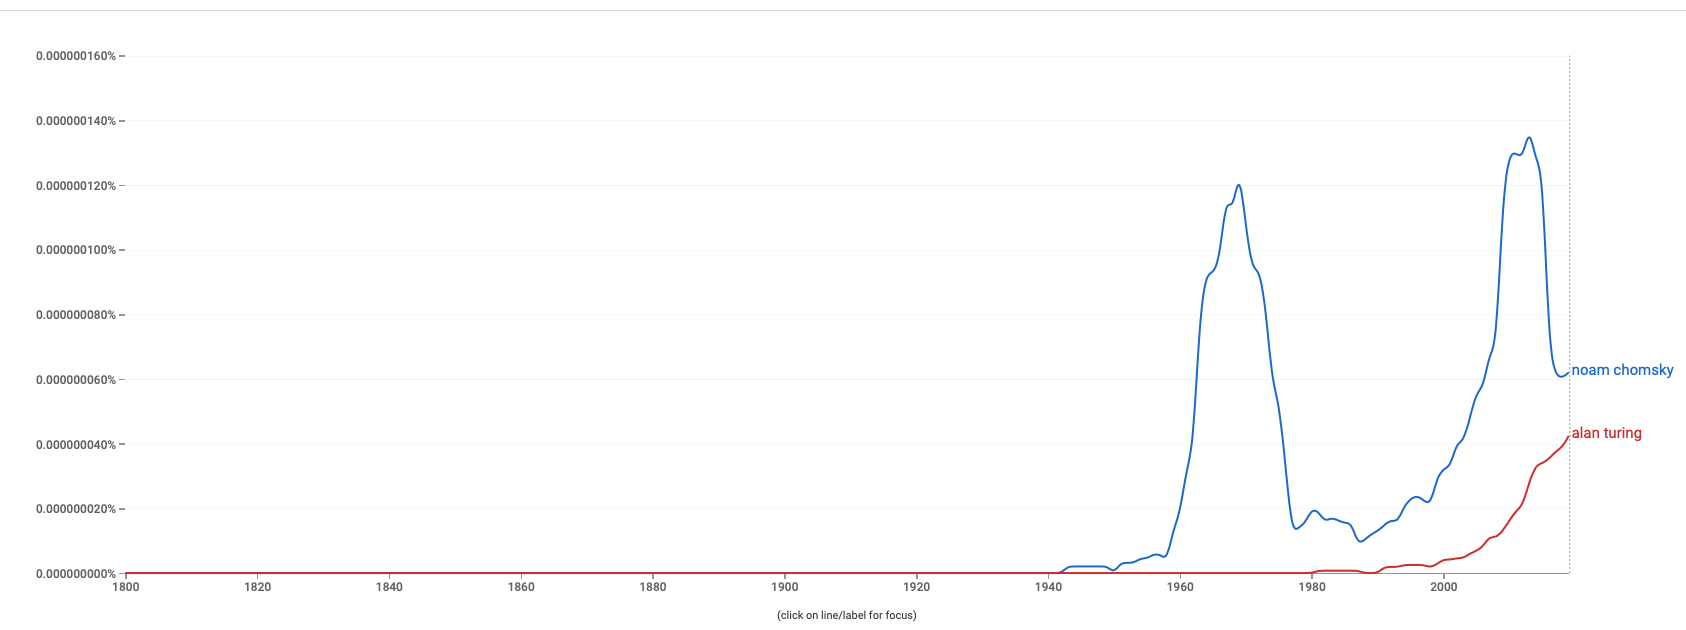 0.000000160%
0.000000140%
0.000000120%
0.000000100%
0.000000080%
0.000000060%
0.000000040%
0.000000020%
0.000000000%
noam chomsky
alan turing
1800 1820 1840 1860 1880 1900 1920 1940 1960 1980 2000
(click on line/label for focus)